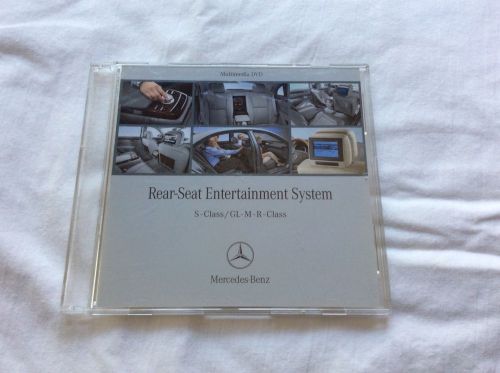 Multimedia DVD
Rear-Seat Entertainment System
S-Class/GL-M-R-Class
Mercedes-Benz